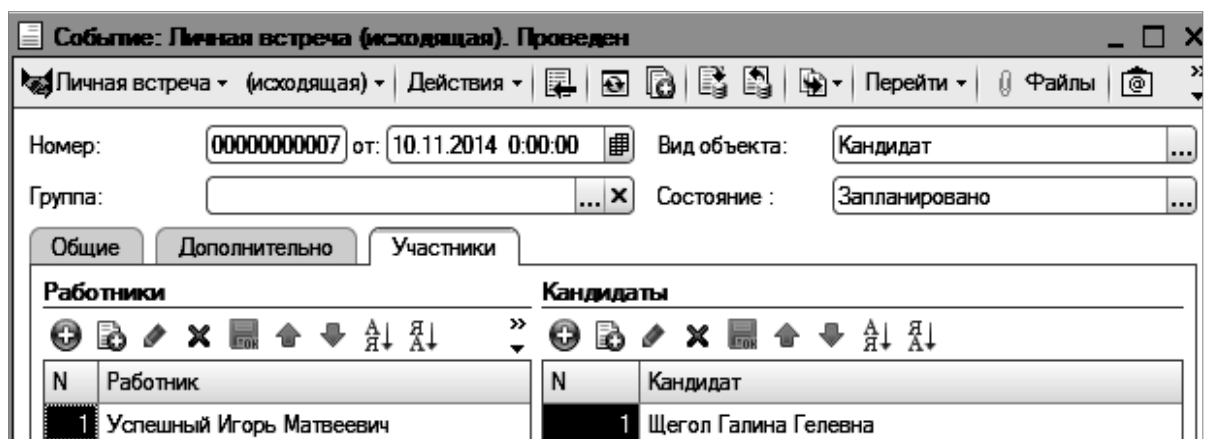 Событие: Личная встреча (исходящая). Проведен
Личная встреча (исходящая) Действия Перейти Файлы
Номер: 00000000007 от: 10.11.2014 0:00:00 Вид объекта: Кандидат ...
Группа: ... Состояние : Запланировано ...
Общие Дополнительно Участники
Работники Кандидаты
N Работник N Кандидат
1 Успешный Игорь Матвеевич 1 Щегол Галина Гелевна